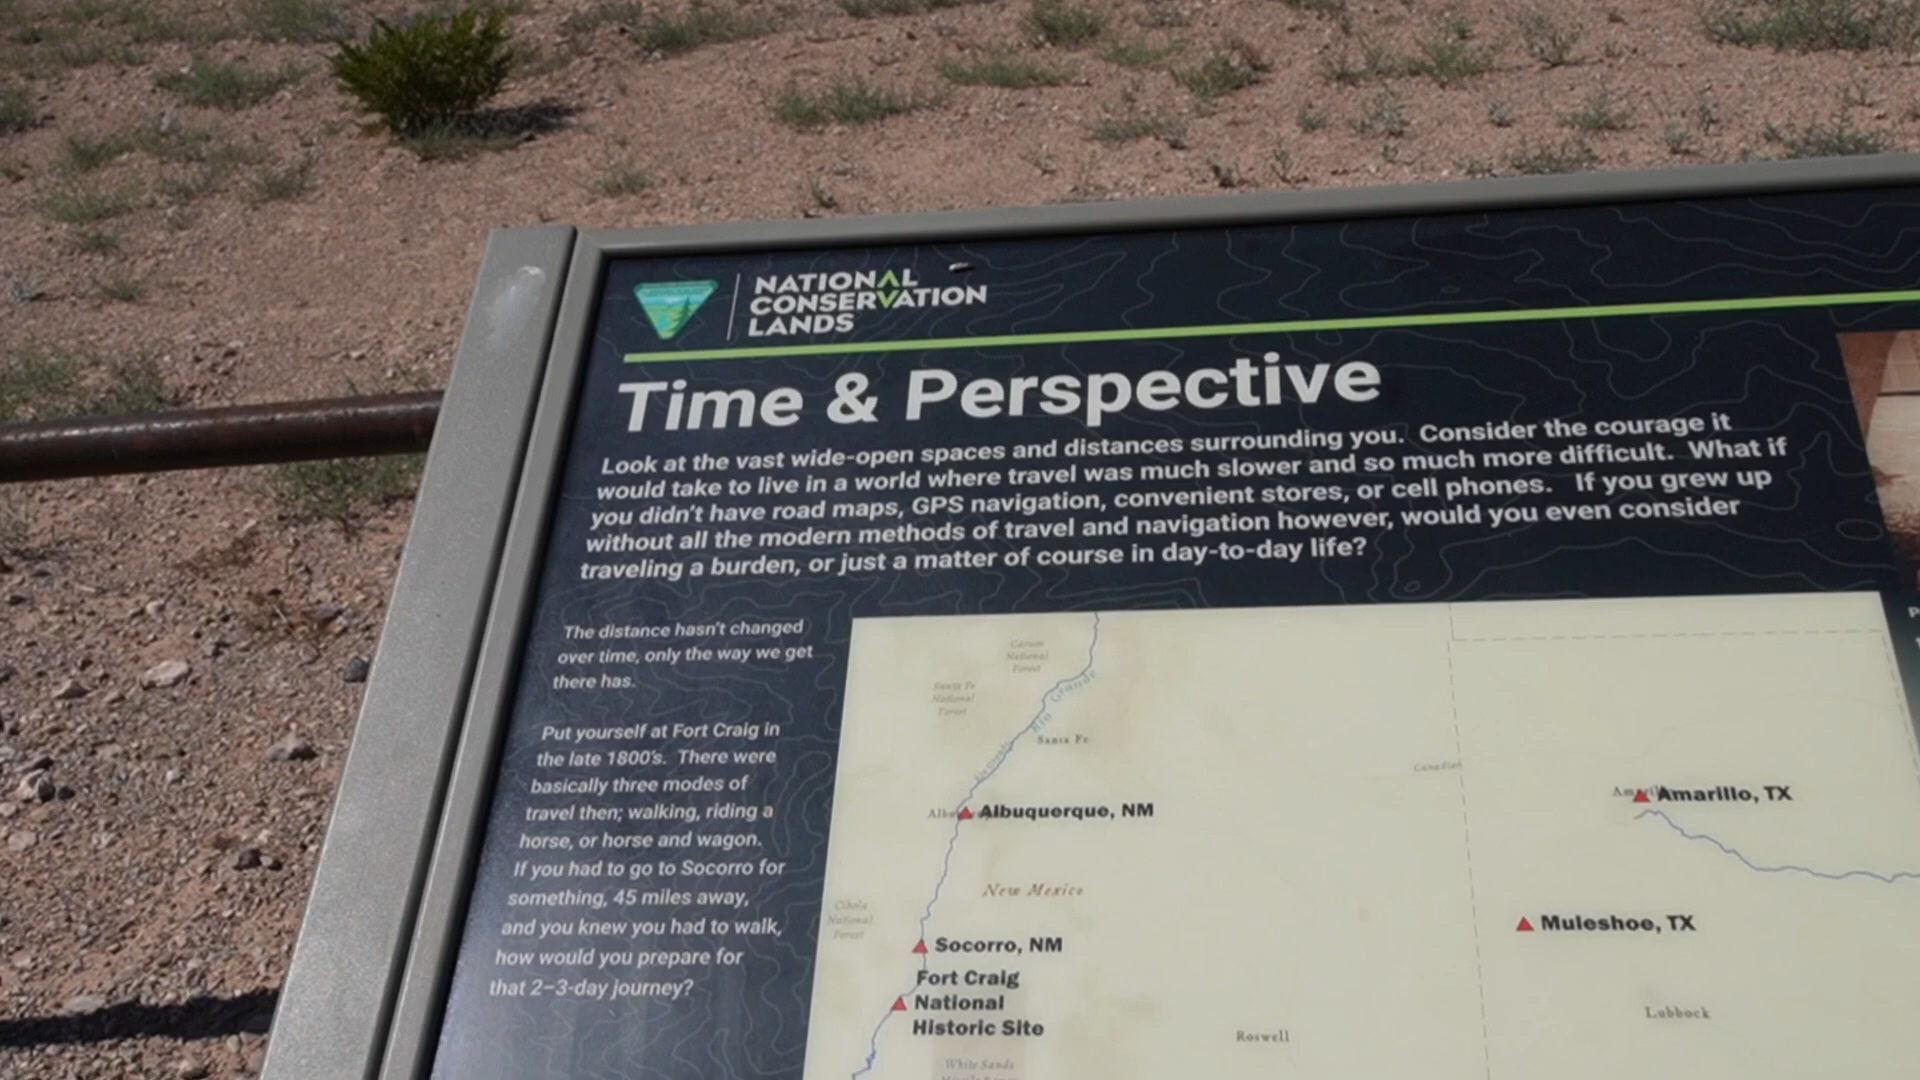 NATIONAL
CONSERVATION
LANDS
Time & Perspective
Look at the vast wide-open spaces and distances surrounding you. Consider the courage it
would take to live in a world where travel was much slower and so much more difficult. What if
you didn't have road maps, GPS navigation, convenient stores, or cell phones. If you grew up
without all the modern methods of travel and navigation however, would you even consider
traveling a burden, or just a matter of course in day-to-day life?
The distance hasn't changed
over time, only the way we get
there has.
Put yourself at Fort Craig in
the late 1800's. There were
basically three modes of
travel then; walking, riding a
horse, or horse and wagon.
If you had to go to Socorro for
something, 45 miles away,
and you knew you had to walk,
how would you prepare for
that 2–3-day journey?
Carson
National
Forest
Santa Fe
National
Forest
Rio Grande
Santa Fe
Canadian
Albuquerque, NM
Amarillo, TX
New Mexico
Cibola
National
Forest
Muleshoe, TX
Socorro, NM
Fort Craig
National
Historic Site
Lubbock
Roswell
White Sands